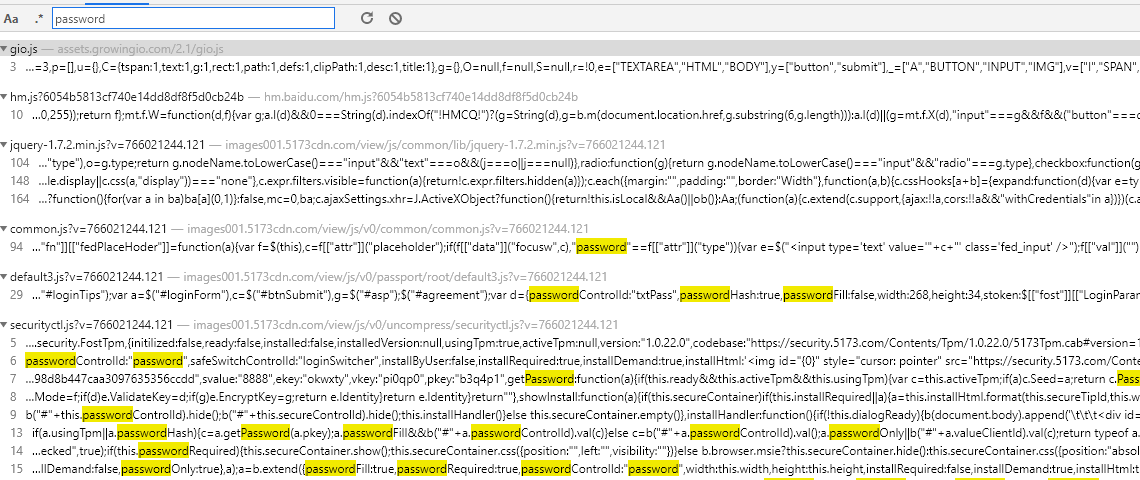 Aa .* password
gio.js — assets.growingio.com/2.1/gio.js
3 ...=3,p=[],u={},C={tspan:1,text:1,g:1,rect:1,path:1,defs:1,clipPath:1,desc:1,title:1},g={},O=null,f=null,S=null,r=!0,e=["TEXTAREA","HTML","BODY"],y=["button","submit"],_=["A","BUTTON","INPUT","IMG"],v=["I","SPAN",
hm.js?6054b5813cf740e14dd8df8f5d0cb24b — hm.baidu.com/hm.js?6054b5813cf740e14dd8df8f5d0cb24b
10 ...0,255));return f};mt.f.W=function(d,f){var g;a.l(d)&&0===String(d).indexOf("!HMCQ!")?(g=String(d),g=b.m(document.location.href,g.substring(6,g.length))):a.l(d)||(g=mt.f.X(d),"input"===g&&f&&("button"===d
jquery-1.7.2.min.js?v=766021244.121 — images001.5173cdn.com/view/js/common/lib/jquery-1.7.2.min.js?v=766021244.121
104 ..."type"),o=g.type;return g.nodeName.toLowerCase()==="input"&&"text"===o&&(j===o||j===null)},radio:function(g){return g.nodeName.toLowerCase()==="input"&&"radio"===g.type},checkbox:function(g
148 ...le.display||c.css(a,"display"))==="none"},c.expr.filters.visible=function(a){return!c.expr.filters.hidden(a)});c.each({margin:"",padding:"",border:"Width"},function(a,b){c.cssHooks[a+b]={expand:function(d){var e=ty
164 ...?function(){for(var a in ba)ba[a](0,1)}:false,mc=0,ba;c.ajaxSettings.xhr=J.ActiveXObject?function(){return!this.isLocal&&Aa()||ob()}:Aa;(function(a){c.extend(c.support,{ajax:!!a,cors:!!a&&"withCredentials"in a})})(c.a
common.js?v=766021244.121 — images001.5173cdn.com/view/js/v0/common/common.js?v=766021244.121
94 ..."fn"]]["fedPlaceHoder"]=function(a){var f=$(this),c=f[["attr"]]("placeholder");if(f[["data"]]("focusw",c),"password"==f[["attr"]]("type")){var e=$("<input type='text' value='"+c+"' class='fed_input' />");f[["val"]]("")
default3.js?v=766021244.121 — images001.5173cdn.com/view/js/v0/passport/root/default3.js?v=766021244.121
29 ..."#loginTips");var a=$("#loginForm"),c=$("#btnSubmit"),g=$("#asp");$("#agreement");var d={passwordControlId:"txtPass",passwordHash:true,passwordFill:false,width:268,height:34,stoken:$[["fost"]][["LoginParam
securityctl.js?v=766021244.121 — images001.5173cdn.com/view/js/v0/uncompress/securityctl.js?v=766021244.121
5 ....security.FostTpm,{initilized:false,ready:false,installed:false,installedVersion:null,usingTpm:true,activeTpm:null,version:"1.0.22.0",codebase:"https://security.5173.com/Contents/Tpm/1.0.22.0/5173Tpm.cab#version=1
6 passwordControlId:"password",safeSwitchControlId:"loginSwitcher",installByUser:false,installRequired:true,installDemand:true,installHtml:'<img id="{0}" style="cursor: pointer" src="https://security.5173.com/Conte
7 ...98d8b447caa3097635356ccdd",svalue:"8888",ekey:"okwxty",vkey:"pi0qp0",pkey:"b3q4p1",getPassword:function(a){if(this.ready&&this.activeTpm&&this.usingTpm){var c=this.activeTpm;if(a)c.Seed=a;return c.Pass
8 ...Mode=f;if(d)e.ValidateKey=d;if(g)e.EncryptKey=g;return e.Identity}return e.Identity}return""},showInstall:function(a){if(this.secureContainer)if(this.installRequired||a){a=this.installHtml.format(this.secureTipId,this.w
9 b("#"+this.passwordControlId).hide();b("#"+this.secureControlId).hide();this.installHandler()}else this.secureContainer.empty()},installHandler:function(){if(!this.dialogReady){b(document.body).append('\t\t\t<div id=
13 if(a.usingTpm||a.passwordHash){c=a.getPassword(a.pkey);a.passwordFill&&b("#"+a.passwordControlId).val(c)}else c=b("#"+a.passwordControlId).val();a.passwordOnly||b("#"+a.valueClientId).val(c);return typeof a.
14 ...ecked",true);if(this.passwordRequired){this.secureContainer.show();this.secureContainer.css({position:"",left:"",visibility:""})}else b.browser.msie?this.secureContainer.hide():this.secureContainer.css({position:"absol
15 ...llDemand:false,passwordOnly:true},a);a=b.extend({passwordFill:true,passwordRequired:true,passwordControlId:"password",width:this.width,height:this.height,installRequired:false,installDemand:true,installHtml:t